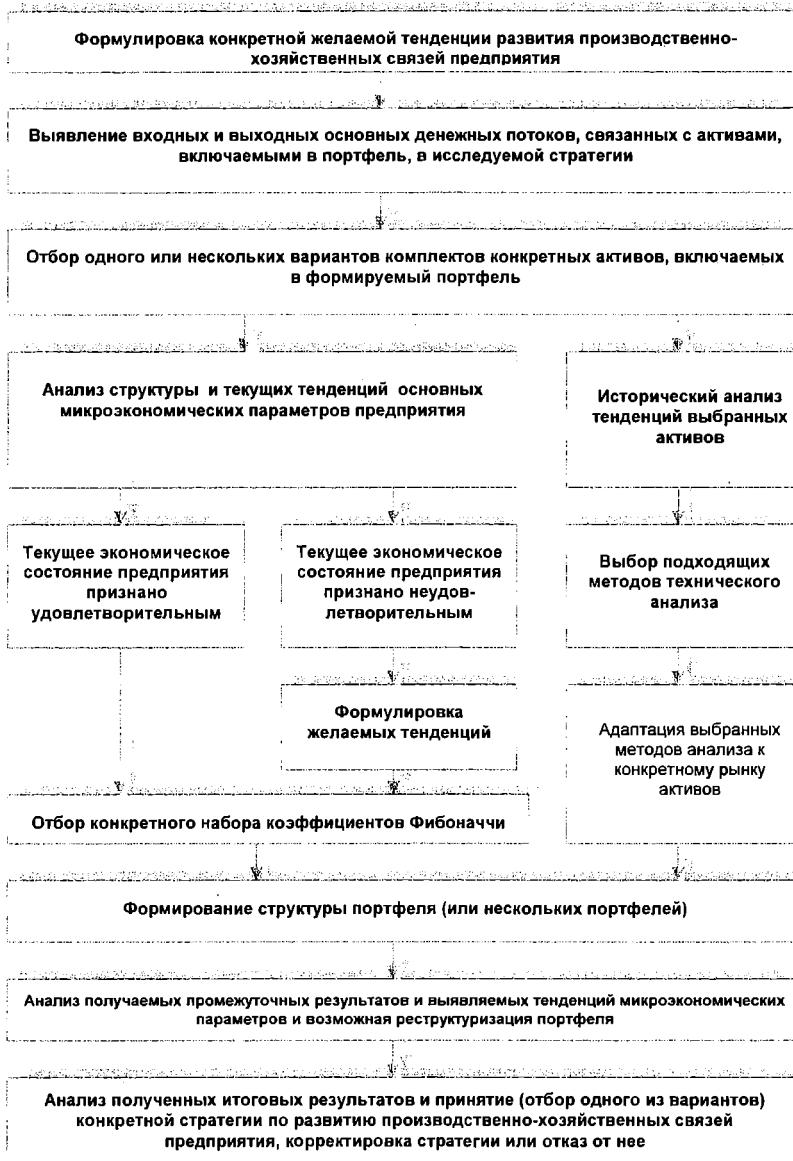 Формулировка конкретной желаемой тенденции развития производственно-
хозяйственных связей предприятия
Выявление входных и выходных основных денежных потоков, связанных с активами,
включаемыми в портфель, в исследуемой стратегии
Отбор одного или нескольких вариантов комплектов конкретных активов, включаемых
в формируемый портфель
Анализ структуры и текущих тенденций основных
микроэкономических параметров предприятия
Исторический анализ
тенденций выбранных
активов
Текущее экономическое
состояние предприятия
признано
удовлетворительным
Текущее экономическое
состояние предприятия
признано неудов-
летворительным
Выбор подходящих
методов технического
анализа
Формулировка
желаемых тенденций
Адаптация выбранных
методов анализа к
конкретному рынку
активов
Отбор конкретного набора коэффициентов Фибоначчи
Формирование структуры портфеля (или нескольких портфелей)
Анализ получаемых промежуточных результатов и выявляемых тенденций микроэкономических
параметров и возможная реструктуризация портфеля
Анализ полученных итоговых результатов и принятие (отбор одного из вариантов)
конкретной стратегии по развитию производственно-хозяйственных связей
предприятия, корректировка стратегии или отказ от нее